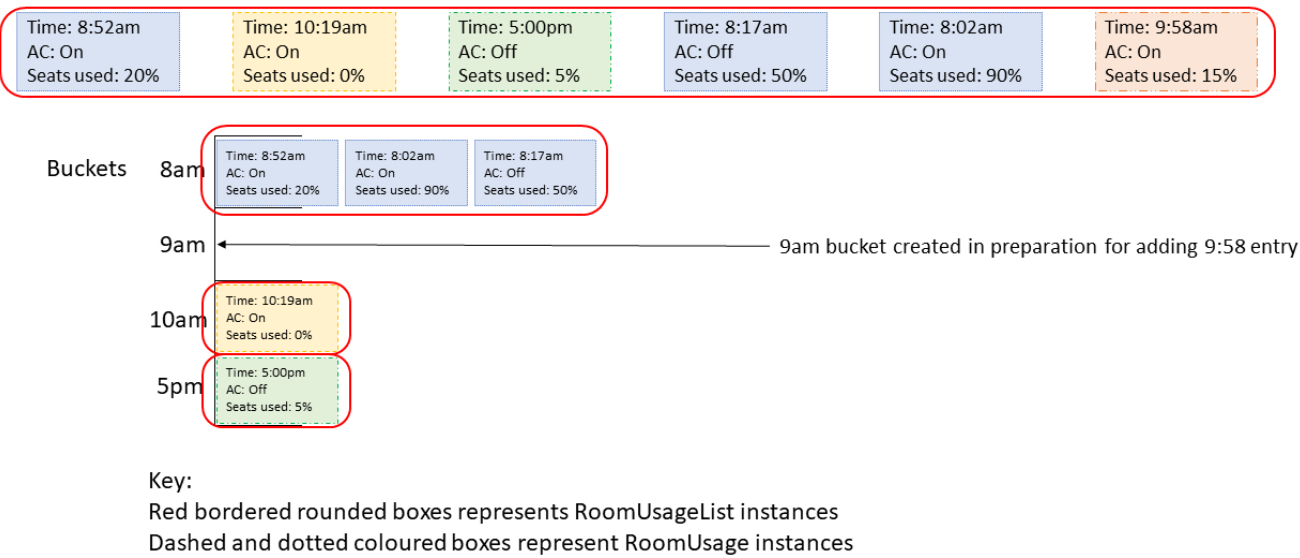 Time: 8:52am
AC: On
Seats used: 20%
Time: 10:19am
AC: On
Seats used: 0%
Time: 5:00pm
AC: Off
Seats used: 5%
Time: 8:17am
AC: Off
Seats used: 50%
Time: 8:02am
AC: On
Seats used: 90%
Time: 9:58am
AC: On
Seats used: 15%
Buckets
8am
Time: 8:52am
AC: On
Seats used: 20%
Time: 8:02am
AC: On
Seats used: 90%
Time: 8:17am
AC: Off
Seats used: 50%
9am
9am bucket created in preparation for adding 9:58 entry
10am
Time: 10:19am
AC: On
Seats used: 0%
5pm
Time: 5:00pm
AC: Off
Seats used: 5%
Key:
Red bordered rounded boxes represents RoomUsageList instances
Dashed and dotted coloured boxes represent RoomUsage instances